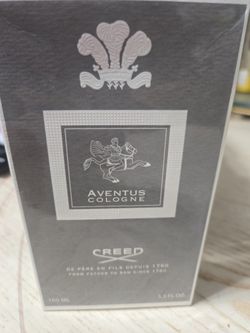 AVENTUS
COLOGNE
CREED
DE PÈRE EN FILS DEPUIS 1760
FROM FATHER TO SON SINCE 1760
100 ML
3.3 FL. OZ.